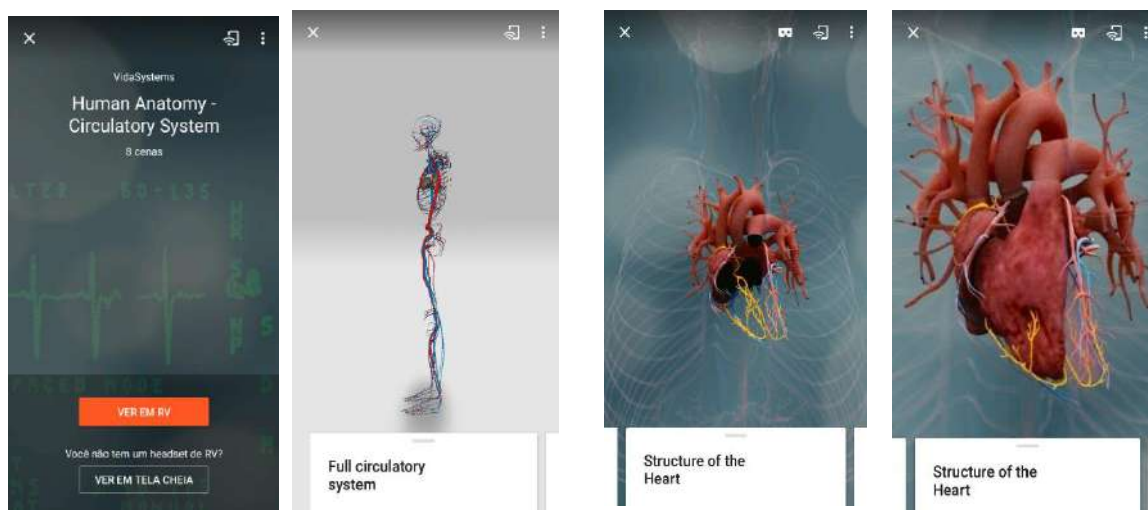 VidaSystems
Human Anatomy -
Circulatory System
8 cenas
VER EM RV
Você não tem um headset de RV?
VER EM TELA CHEIA
Full circulatory
system
Structure of the
Heart
Structure of the
Heart